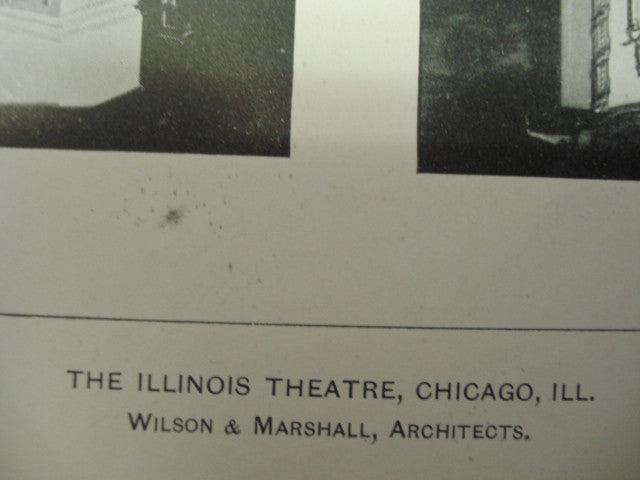 THE ILLINOIS THEATRE, CHICAGO, ILL.
WILSON & MARSHALL, ARCHITECTS.